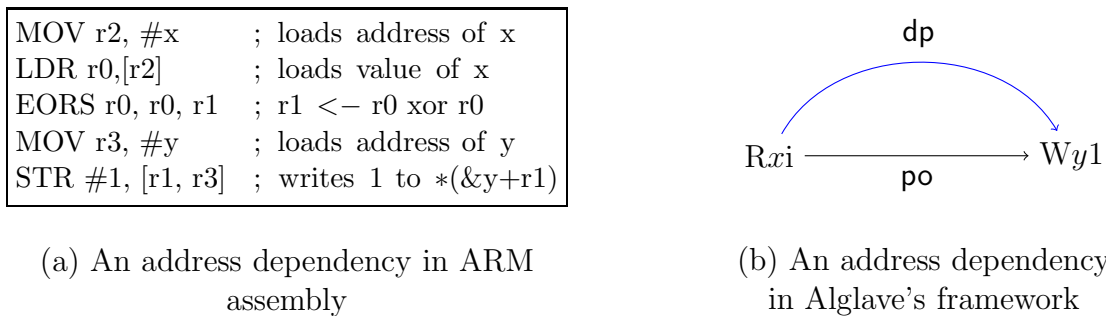 MOV r2, #x ; loads address of x
LDR r0,[r2] ; loads value of x
EORS r0, r0, r1 ; r1 <− r0 xor r0
MOV r3, #y ; loads address of y
STR #1, [r1, r3] ; writes 1 to ∗(&y+r1)
(a) An address dependency in ARM
assembly
dp
Rxi
Wy1
po
(b) An address dependency
in Alglave's framework